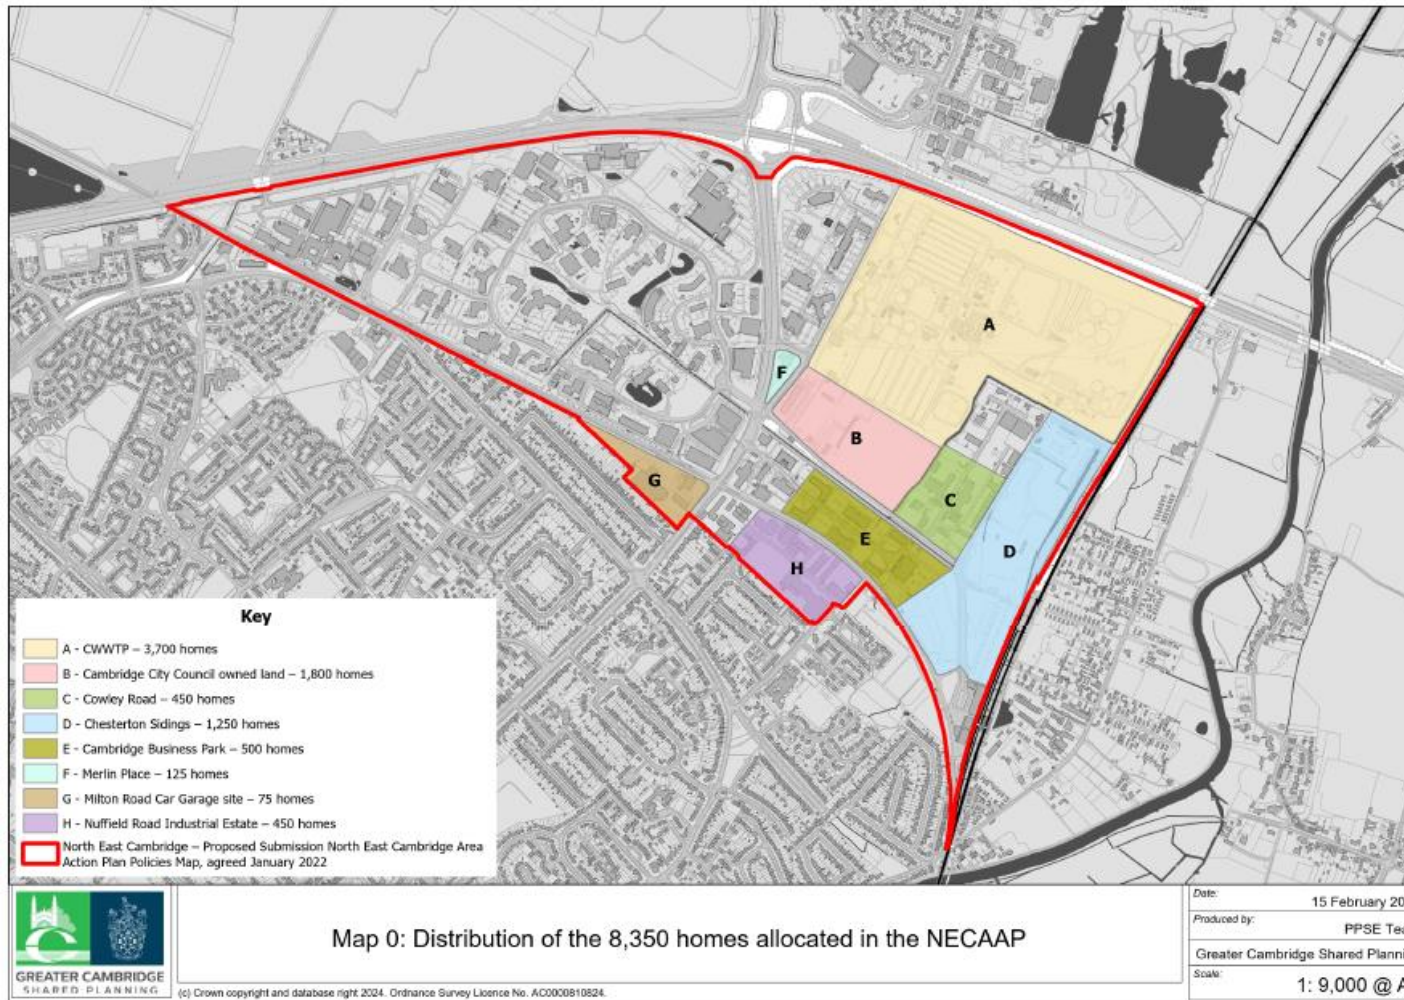 A
F
B
G
C
E
D
H
Key
A - CWWTP – 3,700 homes
B - Cambridge City Council owned land – 1,800 homes
C - Cowley Road – 450 homes
D - Chesterton Sidings – 1,250 homes
E - Cambridge Business Park – 500 homes
F - Merlin Place – 125 homes
G - Milton Road Car Garage site – 75 homes
H - Nuffield Road Industrial Estate – 450 homes
North East Cambridge – Proposed Submission North East Cambridge Area
Action Plan Policies Map, agreed January 2022
GREATER CAMBRIDGE
SHARED PLANNING
Map 0: Distribution of the 8,350 homes allocated in the NECAAP
(c) Crown copyright and database right 2024. Ordnance Survey Licence No. AC0000810824.
Date:
15 February 20
Produced by:
PPSE Tea
Greater Cambridge Shared Planni
Scale:
1: 9,000 @ A